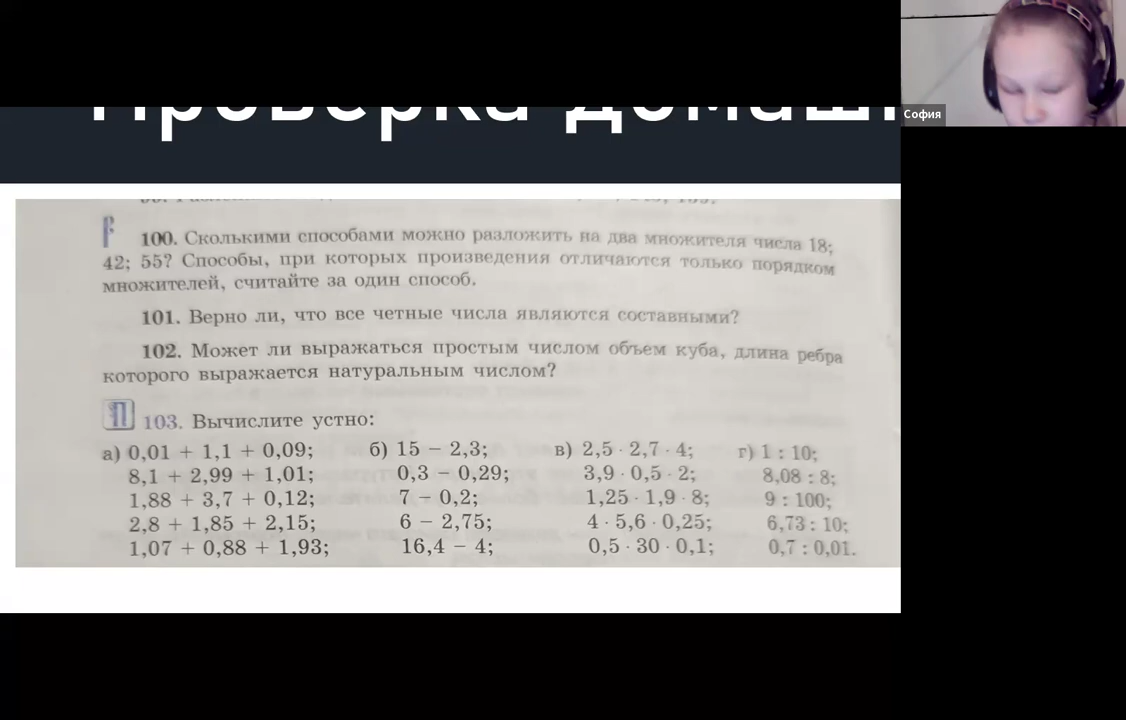 Проверка домашн
София
100. Сколькими способами можно разложить на два множителя числа 18;
42; 55? Способы, при которых произведения отличаются только порядком
множителей, считайте за один способ.
101. Верно ли, что все четные числа являются составными?
102. Может ли выражаться простым числом объем куба, длина ребра
которого выражается натуральным числом?
П 103. Вычислите устно:
а) 0,01 + 1,1 + 0,09; б) 15 − 2,3; в) 2,5 · 2,7 · 4; г) 1 : 10;
8,1 + 2,99 + 1,01; 0,3 − 0,29; 3,9 · 0,5 · 2; 8,08 : 8;
1,88 + 3,7 + 0,12; 7 − 0,2; 1,25 · 1,9 · 8; 9 : 100;
2,8 + 1,85 + 2,15; 6 − 2,75; 4 · 5,6 · 0,25; 6,73 : 10;
1,07 + 0,88 + 1,93; 16,4 − 4; 0,5 · 30 · 0,1; 0,7 : 0,01.